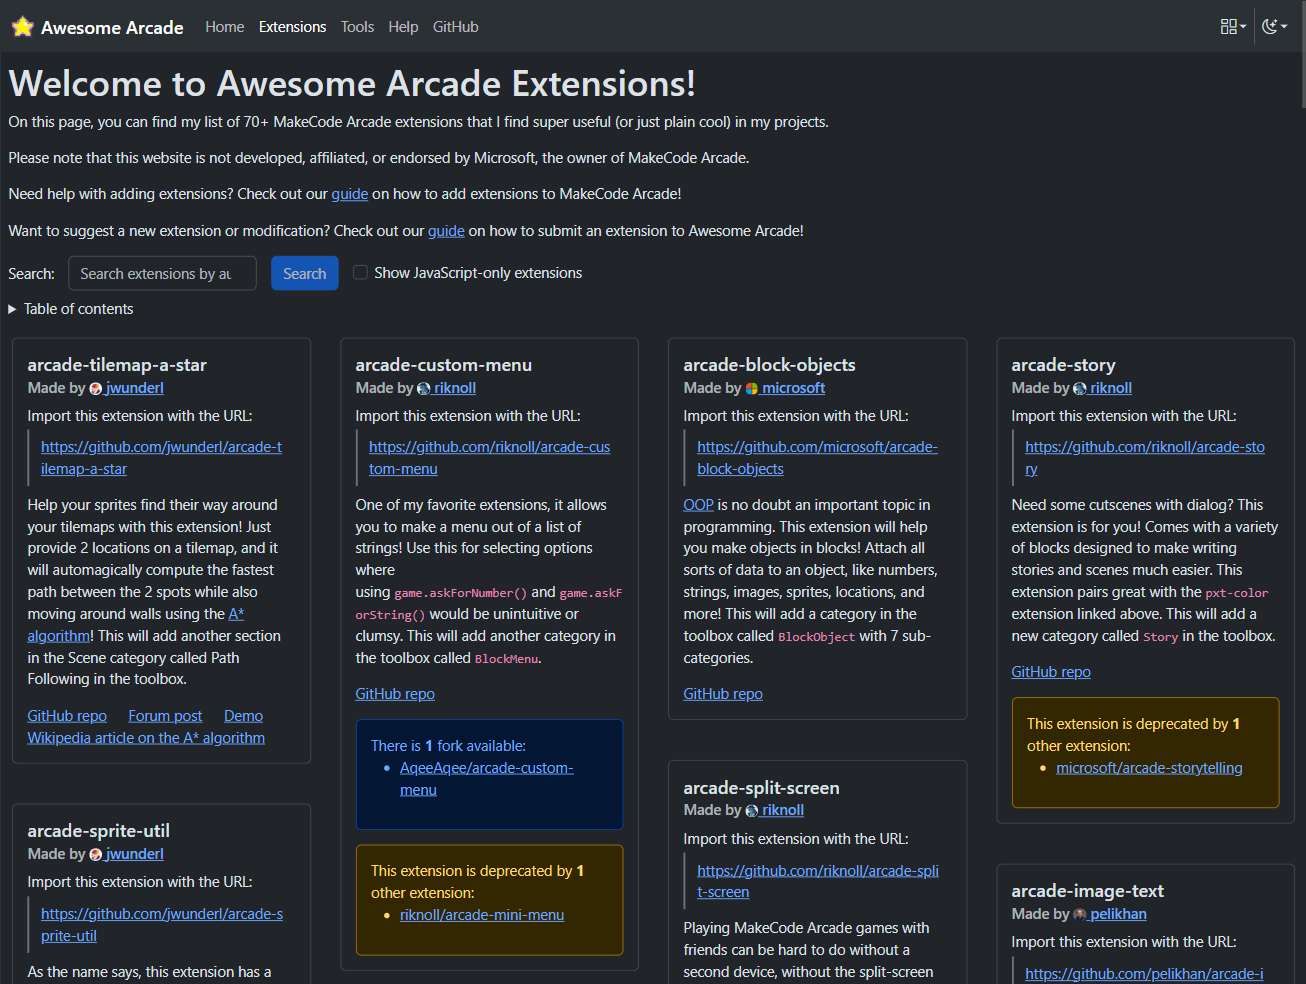 Awesome Arcade Home Extensions Tools Help GitHub
Welcome to Awesome Arcade Extensions!
On this page, you can find my list of 70+ MakeCode Arcade extensions that I find super useful (or just plain cool) in my projects.
Please note that this website is not developed, affiliated, or endorsed by Microsoft, the owner of MakeCode Arcade.
Need help with adding extensions? Check out our guide on how to add extensions to MakeCode Arcade!
Want to suggest a new extension or modification? Check out our guide on how to submit an extension to Awesome Arcade!
Search: Search extensions by au Search Show JavaScript-only extensions
Table of contents
arcade-tilemap-a-star
Made by jwunderl
Import this extension with the URL:
https://github.com/jwunderl/arcade-t
ilemap-a-star
Help your sprites find their way around
your tilemaps with this extension! Just
provide 2 locations on a tilemap, and it
will automagically compute the fastest
path between the 2 spots while also
moving around walls using the A*
algorithm! This will add another section
in the Scene category called Path
Following in the toolbox.
GitHub repo Forum post Demo
Wikipedia article on the A* algorithm
arcade-sprite-util
Made by jwunderl
Import this extension with the URL:
https://github.com/jwunderl/arcade-s
prite-util
As the name says, this extension has a
arcade-custom-menu
Made by riknoll
Import this extension with the URL:
https://github.com/riknoll/arcade-cus
tom-menu
One of my favorite extensions, it allows
you to make a menu out of a list of
strings! Use this for selecting options
where
using game.askForNumber() and game.askF
orString() would be unintuitive or
clumsy. This will add another category in
the toolbox called BlockMenu.
GitHub repo
There is 1 fork available:
AqeeAqee/arcade-custom-
menu
This extension is deprecated by 1
other extension:
riknoll/arcade-mini-menu
arcade-block-objects
Made by microsoft
Import this extension with the URL:
https://github.com/microsoft/arcade-
block-objects
OOP is no doubt an important topic in
programming. This extension will help
you make objects in blocks! Attach all
sorts of data to an object, like numbers,
strings, images, sprites, locations, and
more! This will add a category in the
toolbox called BlockObject with 7 sub-
categories.
GitHub repo
arcade-split-screen
Made by riknoll
Import this extension with the URL:
https://github.com/riknoll/arcade-spli
t-screen
Playing MakeCode Arcade games with
friends can be hard to do without a
second device, without the split-screen
arcade-story
Made by riknoll
Import this extension with the URL:
https://github.com/riknoll/arcade-sto
ry
Need some cutscenes with dialog? This
extension is for you! Comes with a variety
of blocks designed to make writing
stories and scenes much easier. This
extension pairs great with the pxt-color
extension linked above. This will add a
new category called Story in the toolbox.
GitHub repo
This extension is deprecated by 1
other extension:
microsoft/arcade-storytelling
arcade-image-text
Made by pelikhan
Import this extension with the URL:
https://github.com/pelikhan/arcade-i